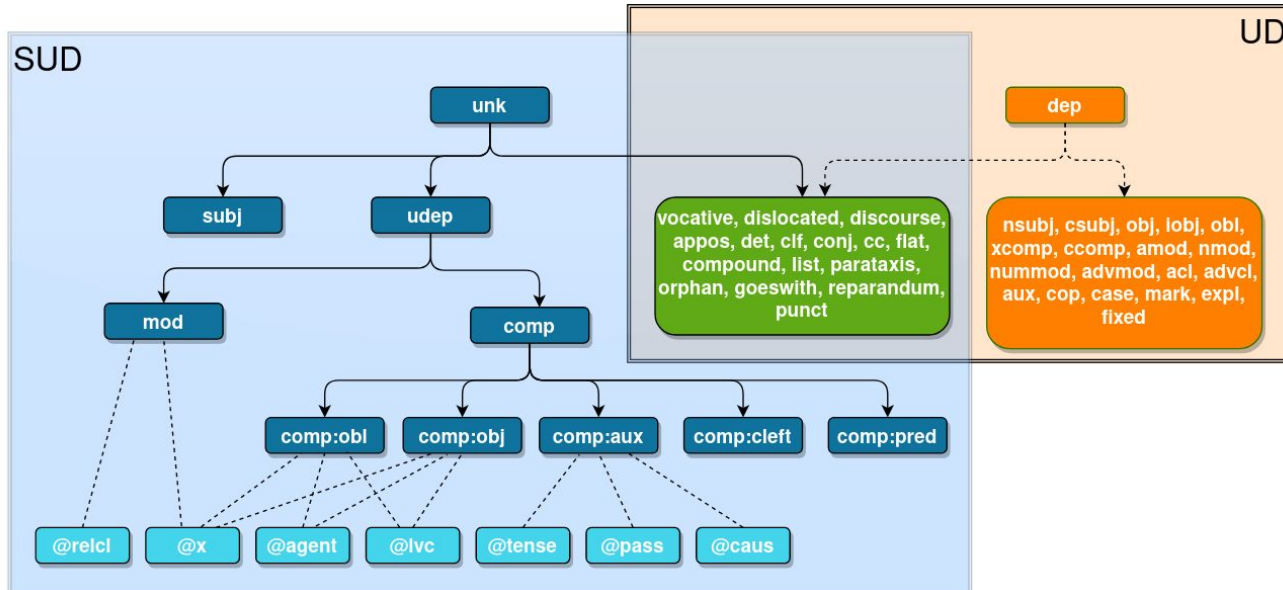 SUD
UD
unk
dep
subj
udep
vocative, dislocated, discourse,
appos, det, clf, conj, cc, flat,
compound, list, parataxis,
orphan, goeswith, reparandum,
punct
nsubj, csubj, obj, iobj, obl,
xcomp, ccomp, amod, nmod,
nummod, advmod, acl, advcl,
aux, cop, case, mark, expl,
fixed
mod
comp
comp:obl
comp:obj
comp:aux
comp:cleft
comp:pred
@relcl
@x
@agent
@lvc
@tense
@pass
@caus